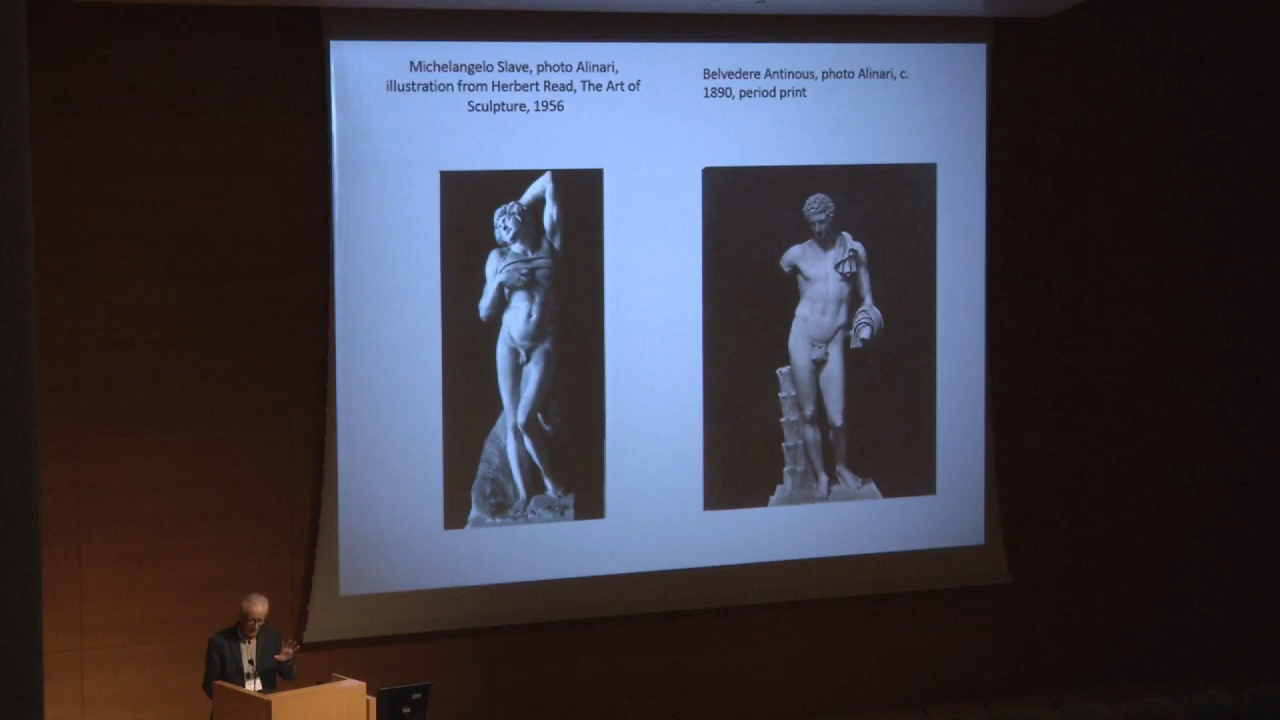 Michelangelo Slave, photo Alinari,
illustration from Herbert Read, The Art of
Sculpture, 1956
Belvedere Antinous, photo Alinari, c.
1890, period print